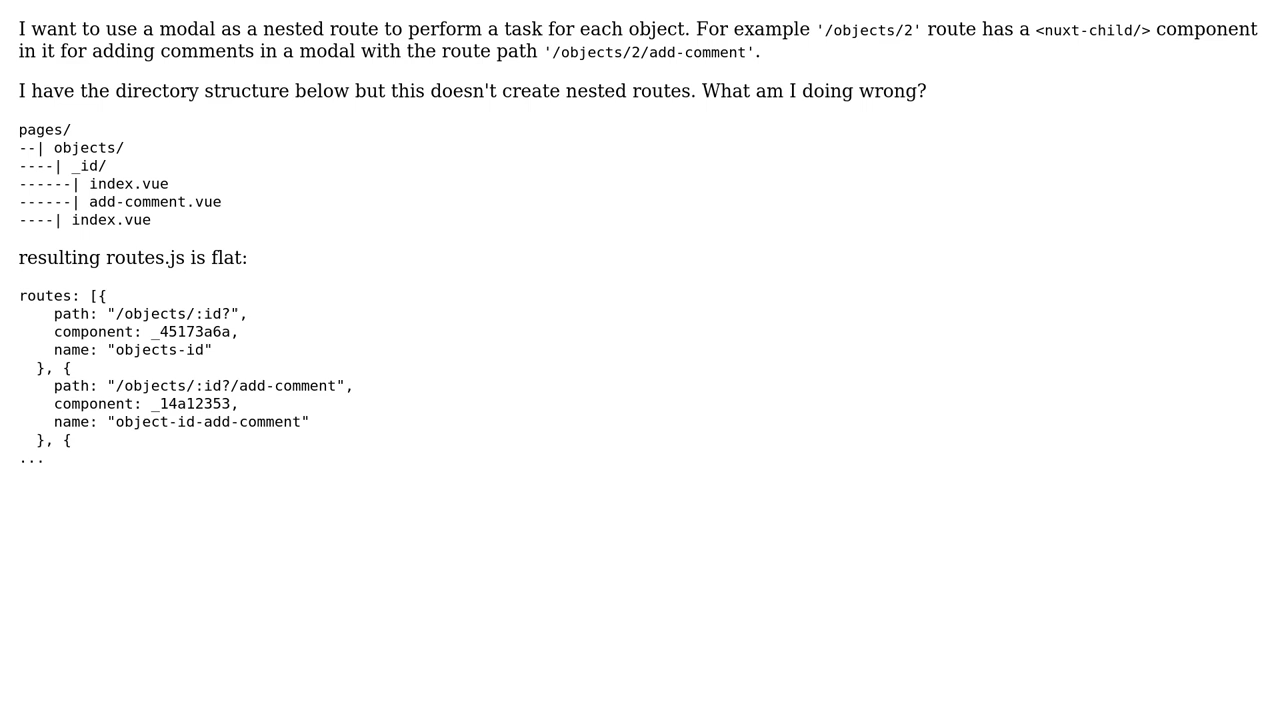 I want to use a modal as a nested route to perform a task for each object. For example '/objects/2' route has a <nuxt-child/> component
in it for adding comments in a modal with the route path '/objects/2/add-comment'.
I have the directory structure below but this doesn't create nested routes. What am I doing wrong?
pages/
--| objects/
----| _id/
------| index.vue
------| add-comment.vue
----| index.vue
resulting routes.js is flat:
routes: [{
    path: "/objects/:id?",
    component: _45173a6a,
    name: "objects-id"
  }, {
    path: "/objects/:id?/add-comment",
    component: _14a12353,
    name: "object-id-add-comment"
  }, {
...